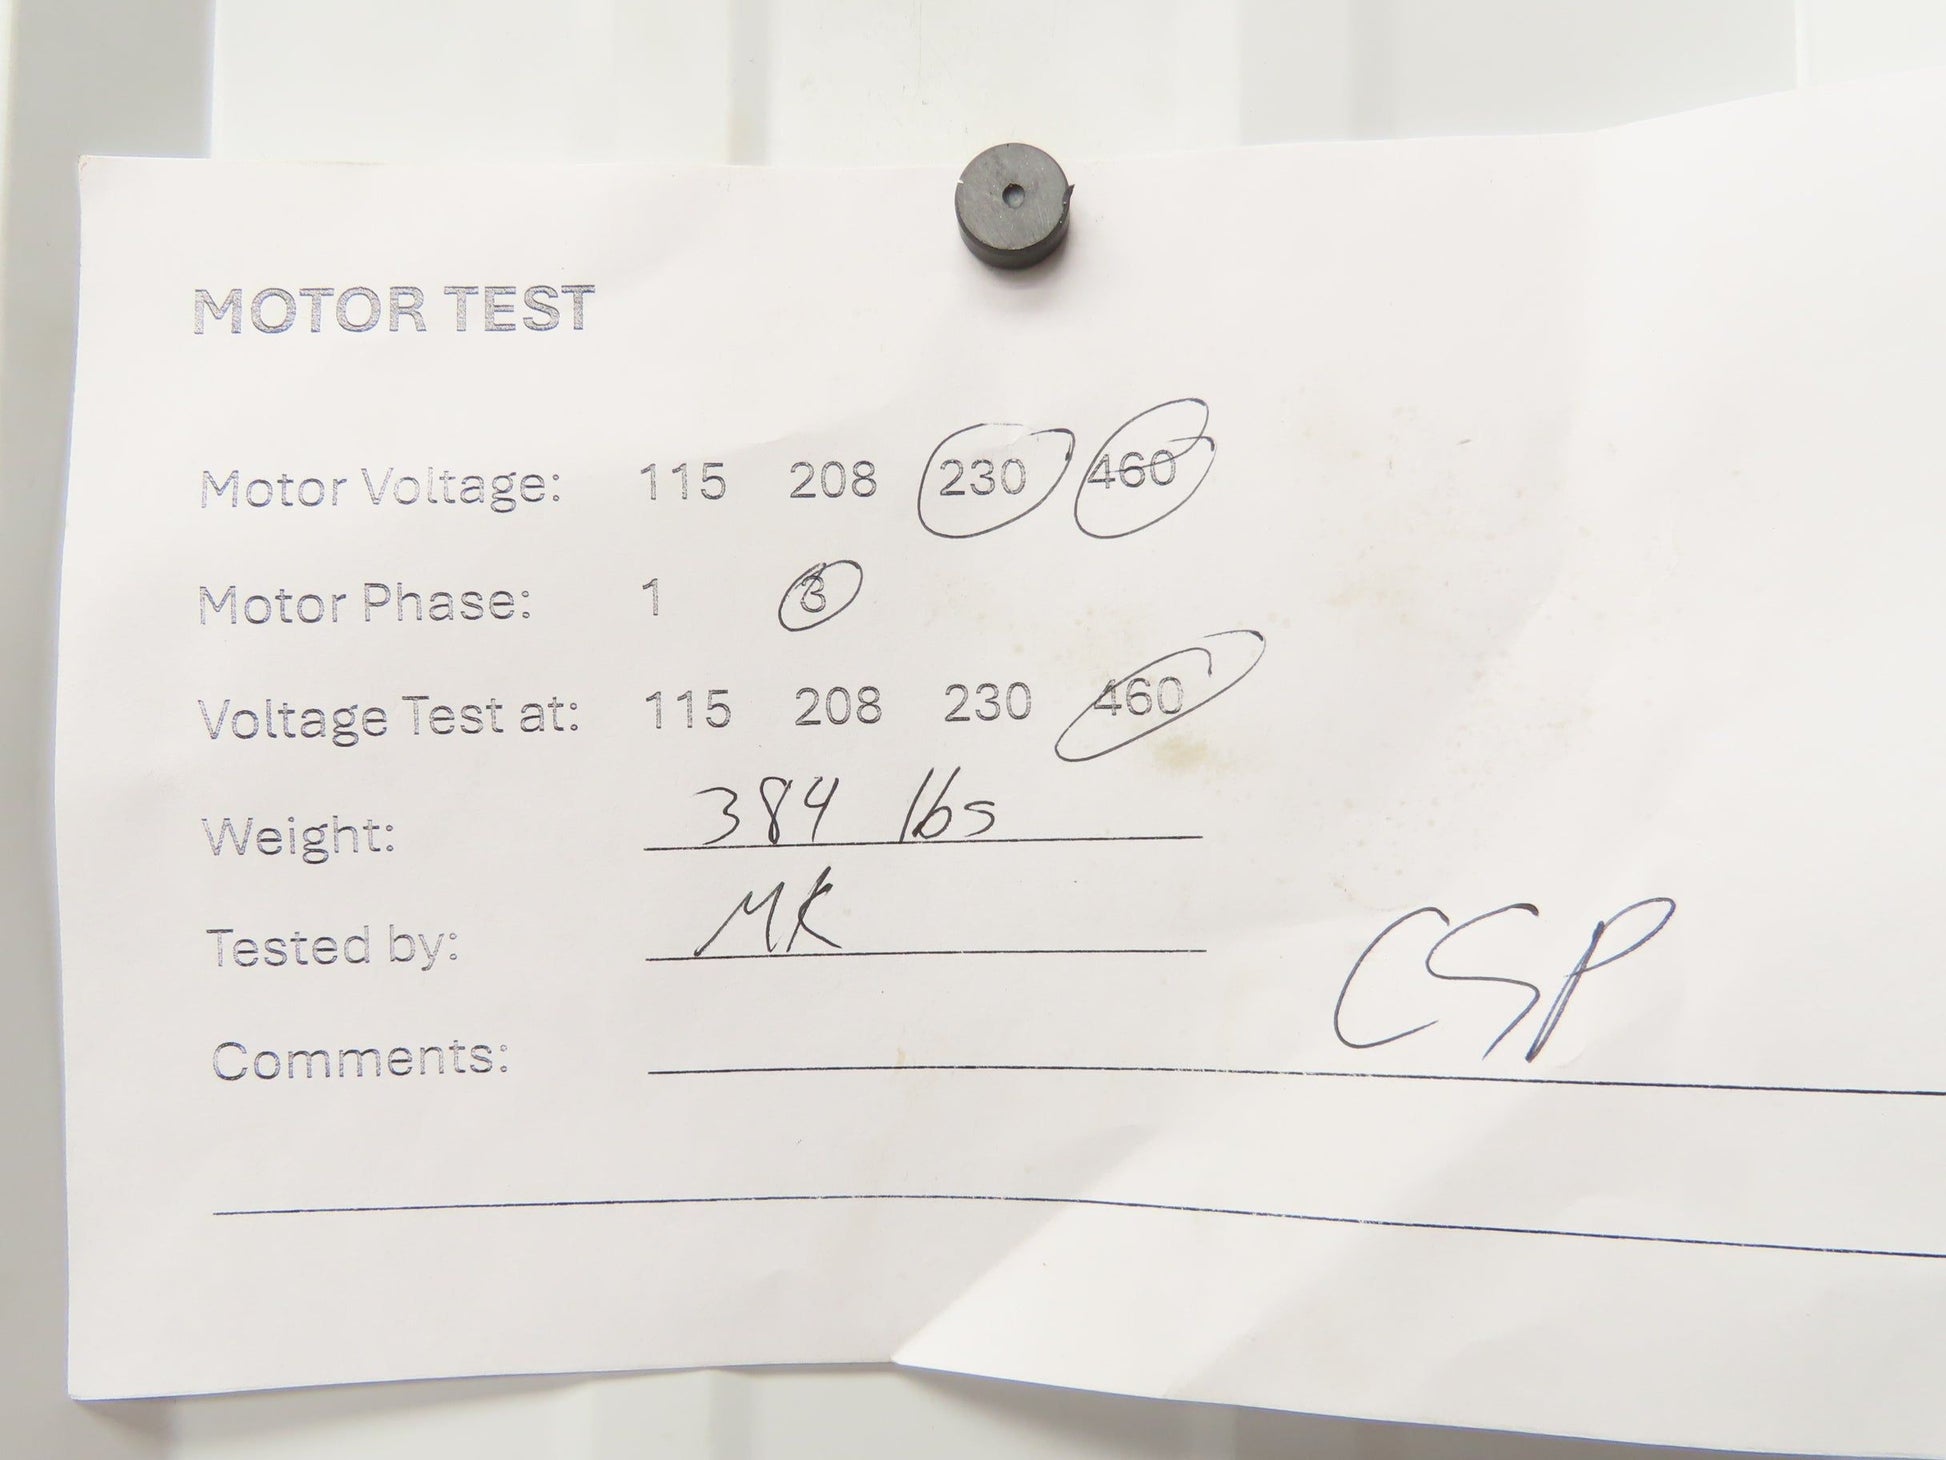 MOTOR TEST
Motor Voltage: 115 208 230 460
Motor Phase: 1 3
Voltage Test at: 115 208 230 460
Weight: 384 lbs
Tested by: MK
CSP
Comments: